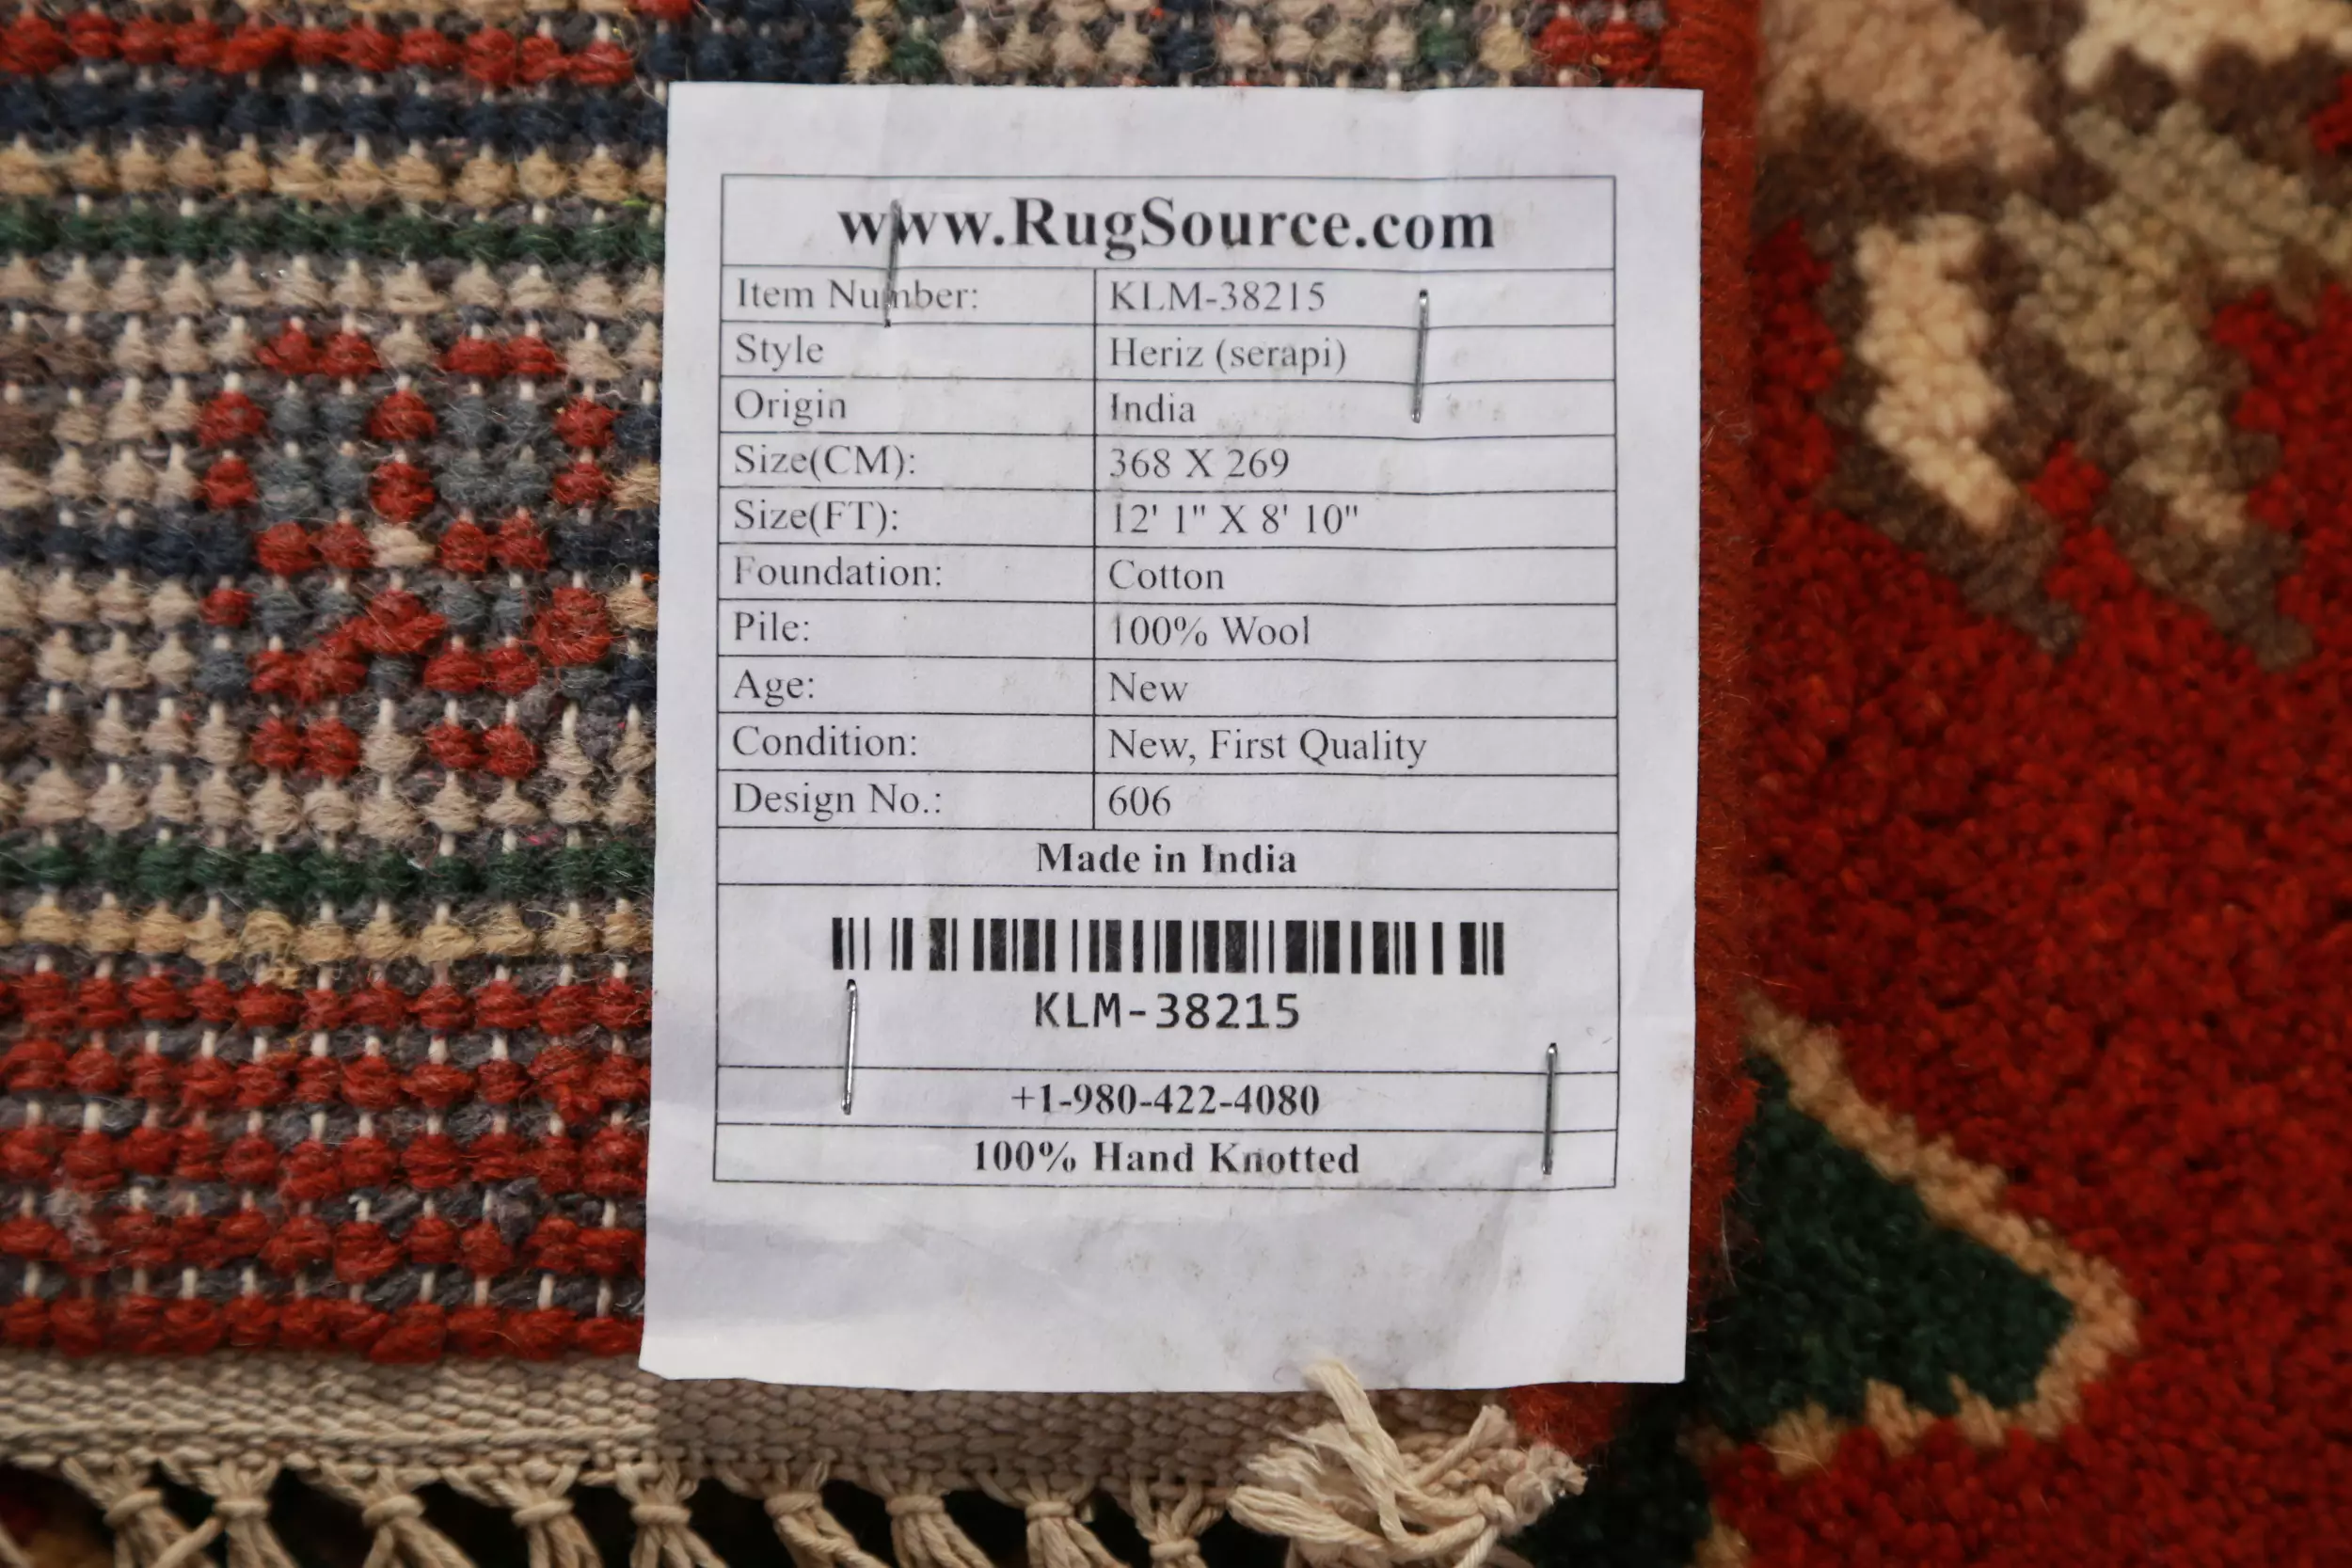 www.RugSource.com
Item Number: KLM-38215
Style Heriz (serapi)
Origin India
Size(CM): 368 X 269
Size(FT): 12' 1" X 8' 10"
Foundation: Cotton
Pile: 100% Wool
Age: New
Condition: New, First Quality
Design No.: 606
Made in India
KLM-38215
+1-980-422-4080
100% Hand Knotted